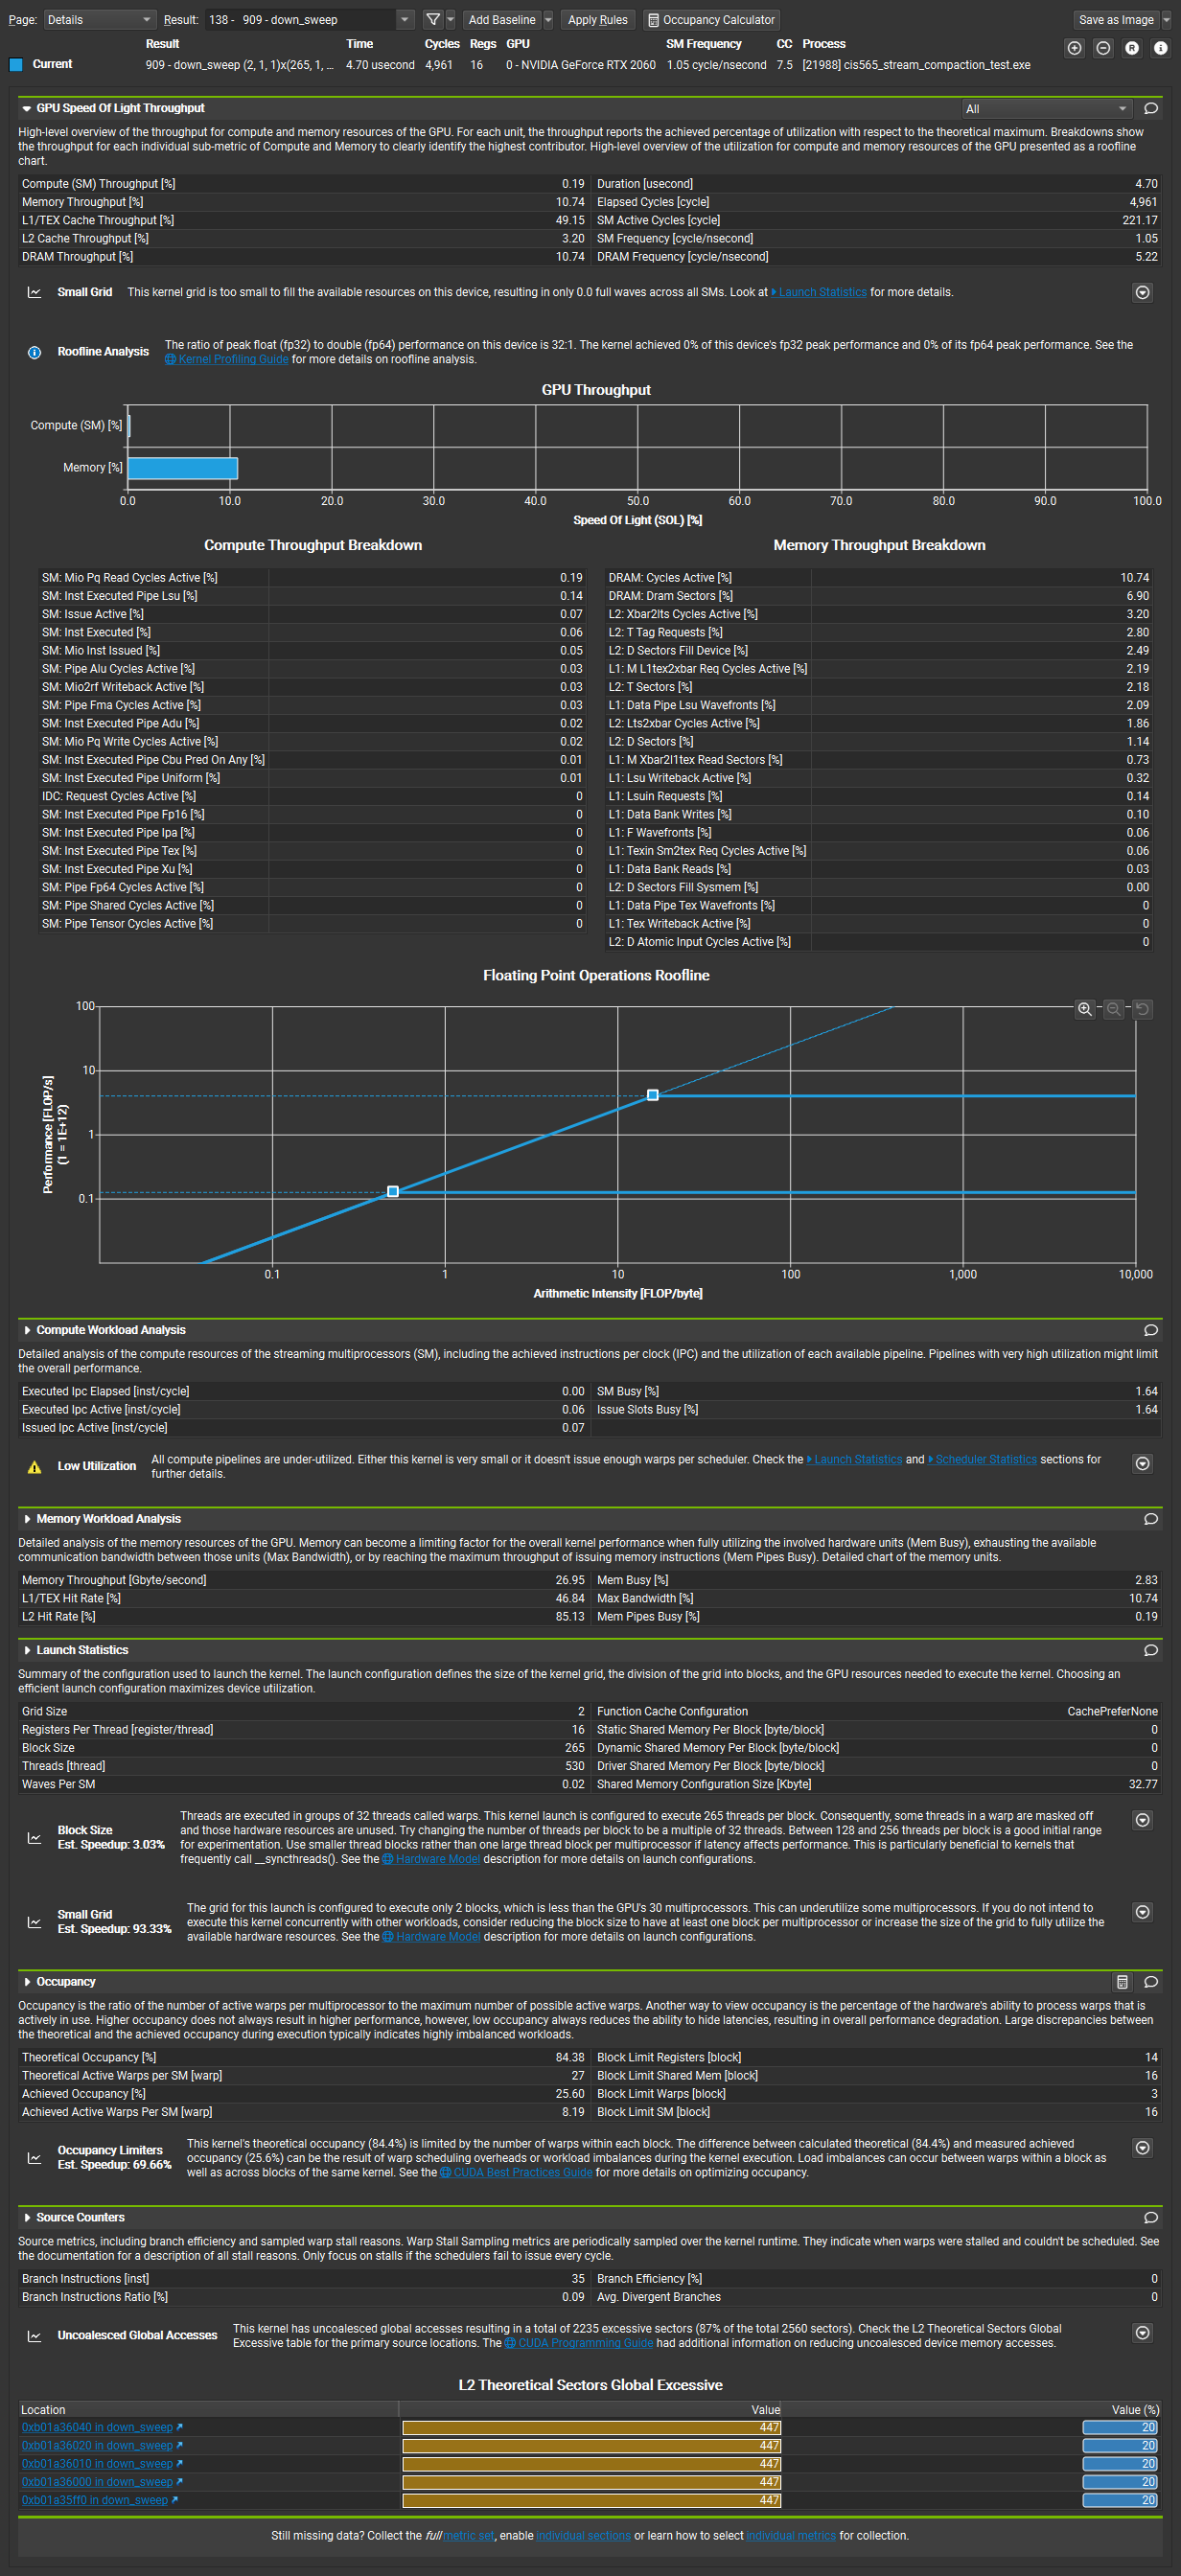 Page: Details Result: 138 - 909 - down_sweep Add Baseline Apply Rules Occupancy Calculator Save as Image
Result Time Cycles Regs GPU SM Frequency CC Process
Current 909 - down_sweep (2, 1, 1)x(265, 1, ... 4.70 usecond 4,961 16 0 - NVIDIA GeForce RTX 2060 1.05 cycle/nsecond 7.5 [21988] cis565_stream_compaction_test.exe
GPU Speed Of Light Throughput All
High-level overview of the throughput for compute and memory resources of the GPU. For each unit, the throughput reports the achieved percentage of utilization with respect to the theoretical maximum. Breakdowns show
the throughput for each individual sub-metric of Compute and Memory to clearly identify the highest contributor. High-level overview of the utilization for compute and memory resources of the GPU presented as a roofline
chart.
Compute (SM) Throughput [%] 0.19 Duration [usecond] 4.70
Memory Throughput [%] 10.74 Elapsed Cycles [cycle] 4,961
L1/TEX Cache Throughput [%] 49.15 SM Active Cycles [cycle] 221.17
L2 Cache Throughput [%] 3.20 SM Frequency [cycle/nsecond] 1.05
DRAM Throughput [%] 10.74 DRAM Frequency [cycle/nsecond] 5.22
Small Grid This kernel grid is too small to fill the available resources on this device, resulting in only 0.0 full waves across all SMs. Look at Launch Statistics for more details.
Roofline Analysis The ratio of peak float (fp32) to double (fp64) performance on this device is 32:1. The kernel achieved 0% of this device's fp32 peak performance and 0% of its fp64 peak performance. See the
Kernel Profiling Guide for more details on roofline analysis.
GPU Throughput
Compute (SM) [%]
Memory [%]
0.0 10.0 20.0 30.0 40.0 50.0 60.0 70.0 80.0 90.0 100.0
Speed Of Light (SOL) [%]
Compute Throughput Breakdown Memory Throughput Breakdown
SM: Mio Pq Read Cycles Active [%] 0.19 DRAM: Cycles Active [%] 10.74
SM: Inst Executed Pipe Lsu [%] 0.14 DRAM: Dram Sectors [%] 6.90
SM: Issue Active [%] 0.07 L2: Xbar2lts Cycles Active [%] 3.20
SM: Inst Executed [%] 0.06 L2: T Tag Requests [%] 2.80
SM: Mio Inst Issued [%] 0.05 L2: D Sectors Fill Device [%] 2.49
SM: Pipe Alu Cycles Active [%] 0.03 L1: M L1tex2xbar Req Cycles Active [%] 2.19
SM: Mio2rf Writeback Active [%] 0.03 L2: T Sectors [%] 2.18
SM: Pipe Fma Cycles Active [%] 0.03 L1: Data Pipe Lsu Wavefronts [%] 2.09
SM: Inst Executed Pipe Adu [%] 0.02 L2: Lts2xbar Cycles Active [%] 1.86
SM: Mio Pq Write Cycles Active [%] 0.02 L2: D Sectors [%] 1.14
SM: Inst Executed Pipe Cbu Pred On Any [%] 0.01 L1: M Xbar2l1tex Read Sectors [%] 0.73
SM: Inst Executed Pipe Uniform [%] 0.01 L1: Lsu Writeback Active [%] 0.32
IDC: Request Cycles Active [%] 0 L1: Lsuin Requests [%] 0.14
SM: Inst Executed Pipe Fp16 [%] 0 L1: Data Bank Writes [%] 0.10
SM: Inst Executed Pipe Ipa [%] 0 L1: F Wavefronts [%] 0.06
SM: Inst Executed Pipe Tex [%] 0 L1: Texin Sm2tex Req Cycles Active [%] 0.06
SM: Inst Executed Pipe Xu [%] 0 L1: Data Bank Reads [%] 0.03
SM: Pipe Fp64 Cycles Active [%] 0 L2: D Sectors Fill Sysmem [%] 0.00
SM: Pipe Shared Cycles Active [%] 0 L1: Data Pipe Tex Wavefronts [%] 0
SM: Pipe Tensor Cycles Active [%] 0 L1: Tex Writeback Active [%] 0
L2: D Atomic Input Cycles Active [%] 0
Floating Point Operations Roofline
100
10
1
0.1
Performance [FLOP/s]
(1 = 1E+12)
0.1 1 10 100 1,000 10,000
Arithmetic Intensity [FLOP/byte]
Compute Workload Analysis
Detailed analysis of the compute resources of the streaming multiprocessors (SM), including the achieved instructions per clock (IPC) and the utilization of each available pipeline. Pipelines with very high utilization might limit
the overall performance.
Executed Ipc Elapsed [inst/cycle] 0.00 SM Busy [%] 1.64
Executed Ipc Active [inst/cycle] 0.06 Issue Slots Busy [%] 1.64
Issued Ipc Active [inst/cycle] 0.07
Low Utilization All compute pipelines are under-utilized. Either this kernel is very small or it doesn't issue enough warps per scheduler. Check the Launch Statistics and Scheduler Statistics sections for
further details.
Memory Workload Analysis
Detailed analysis of the memory resources of the GPU. Memory can become a limiting factor for the overall kernel performance when fully utilizing the involved hardware units (Mem Busy), exhausting the available
communication bandwidth between those units (Max Bandwidth), or by reaching the maximum throughput of issuing memory instructions (Mem Pipes Busy). Detailed chart of the memory units.
Memory Throughput [Gbyte/second] 26.95 Mem Busy [%] 2.83
L1/TEX Hit Rate [%] 46.84 Max Bandwidth [%] 10.74
L2 Hit Rate [%] 85.13 Mem Pipes Busy [%] 0.19
Launch Statistics
Summary of the configuration used to launch the kernel. The launch configuration defines the size of the kernel grid, the division of the grid into blocks, and the GPU resources needed to execute the kernel. Choosing an
efficient launch configuration maximizes device utilization.
Grid Size 2 Function Cache Configuration CachePreferNone
Registers Per Thread [register/thread] 16 Static Shared Memory Per Block [byte/block] 0
Block Size 265 Dynamic Shared Memory Per Block [byte/block] 0
Threads [thread] 530 Driver Shared Memory Per Block [byte/block] 0
Waves Per SM 0.02 Shared Memory Configuration Size [Kbyte] 32.77
Block Size
Est. Speedup: 3.03%
Threads are executed in groups of 32 threads called warps. This kernel launch is configured to execute 265 threads per block. Consequently, some threads in a warp are masked off
and those hardware resources are unused. Try changing the number of threads per block to be a multiple of 32 threads. Between 128 and 256 threads per block is a good initial range
for experimentation. Use smaller thread blocks rather than one large thread block per multiprocessor if latency affects performance. This is particularly beneficial to kernels that
frequently call __syncthreads(). See the Hardware Model description for more details on launch configurations.
Small Grid
Est. Speedup: 93.33%
The grid for this launch is configured to execute only 2 blocks, which is less than the GPU's 30 multiprocessors. This can underutilize some multiprocessors. If you do not intend to
execute this kernel concurrently with other workloads, consider reducing the block size to have at least one block per multiprocessor or increase the size of the grid to fully utilize the
available hardware resources. See the Hardware Model description for more details on launch configurations.
Occupancy
Occupancy is the ratio of the number of active warps per multiprocessor to the maximum number of possible active warps. Another way to view occupancy is the percentage of the hardware's ability to process warps that is
actively in use. Higher occupancy does not always result in higher performance, however, low occupancy always reduces the ability to hide latencies, resulting in overall performance degradation. Large discrepancies between
the theoretical and the achieved occupancy during execution typically indicates highly imbalanced workloads.
Theoretical Occupancy [%] 84.38 Block Limit Registers [block] 14
Theoretical Active Warps per SM [warp] 27 Block Limit Shared Mem [block] 16
Achieved Occupancy [%] 25.60 Block Limit Warps [block] 3
Achieved Active Warps Per SM [warp] 8.19 Block Limit SM [block] 16
Occupancy Limiters
Est. Speedup: 69.66%
This kernel's theoretical occupancy (84.4%) is limited by the number of warps within each block. The difference between calculated theoretical (84.4%) and measured achieved
occupancy (25.6%) can be the result of warp scheduling overheads or workload imbalances during the kernel execution. Load imbalances can occur between warps within a block as
well as across blocks of the same kernel. See the CUDA Best Practices Guide for more details on optimizing occupancy.
Source Counters
Source metrics, including branch efficiency and sampled warp stall reasons. Warp Stall Sampling metrics are periodically sampled over the kernel runtime. They indicate when warps were stalled and couldn't be scheduled. See
the documentation for a description of all stall reasons. Only focus on stalls if the schedulers fail to issue every cycle.
Branch Instructions [inst] 35 Branch Efficiency [%] 0
Branch Instructions Ratio [%] 0.09 Avg. Divergent Branches 0
Uncoalesced Global Accesses This kernel has uncoalesced global accesses resulting in a total of 2235 excessive sectors (87% of the total 2560 sectors). Check the L2 Theoretical Sectors Global
Excessive table for the primary source locations. The CUDA Programming Guide had additional information on reducing uncoalesced device memory accesses.
L2 Theoretical Sectors Global Excessive
Location Value Value (%)
0xb01a36040 in down_sweep 447 20
0xb01a36020 in down_sweep 447 20
0xb01a36010 in down_sweep 447 20
0xb01a36000 in down_sweep 447 20
0xb01a35ff0 in down_sweep 447 20
Still missing data? Collect the full metric set, enable individual sections or learn how to select individual metrics for collection.